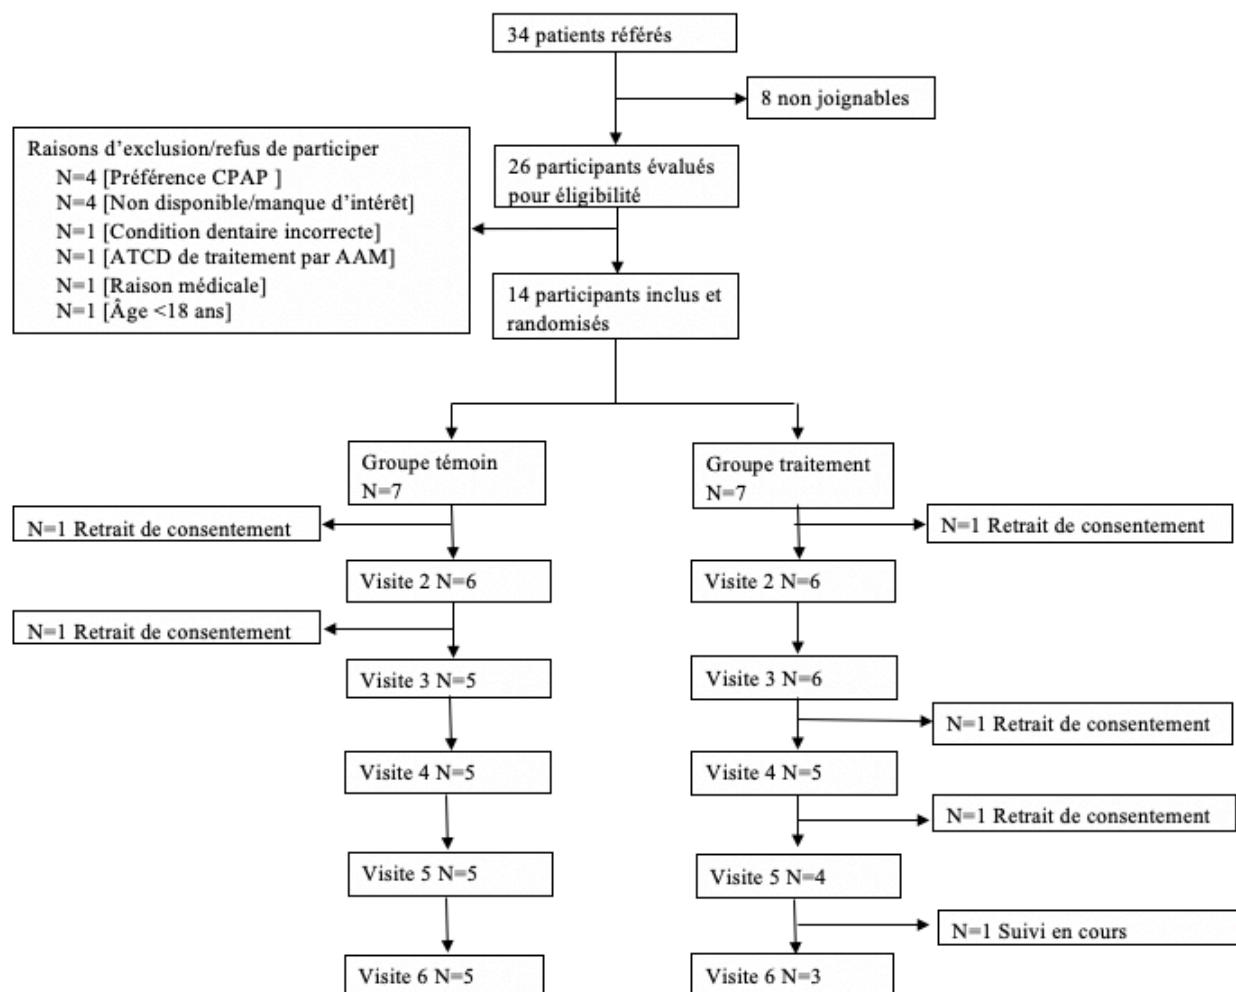 34 patients référés
8 non joignables
Raisons d’exclusion/refus de participer
N=4 [Préférence CPAP ]
N=4 [Non disponible/manque d’intérêt]
N=1 [Condition dentaire incorrecte]
N=1 [ATCD de traitement par AAM]
N=1 [Raison médicale]
N=1 [Âge <18 ans]
26 participants évalués
pour éligibilité
14 participants inclus et
randomisés
Groupe témoin
N=7
Groupe traitement
N=7
N=1 Retrait de consentement
N=1 Retrait de consentement
Visite 2 N=6
Visite 2 N=6
N=1 Retrait de consentement
Visite 3 N=5
Visite 3 N=6
N=1 Retrait de consentement
Visite 4 N=5
Visite 4 N=5
N=1 Retrait de consentement
Visite 5 N=5
Visite 5 N=4
N=1 Suivi en cours
Visite 6 N=5
Visite 6 N=3